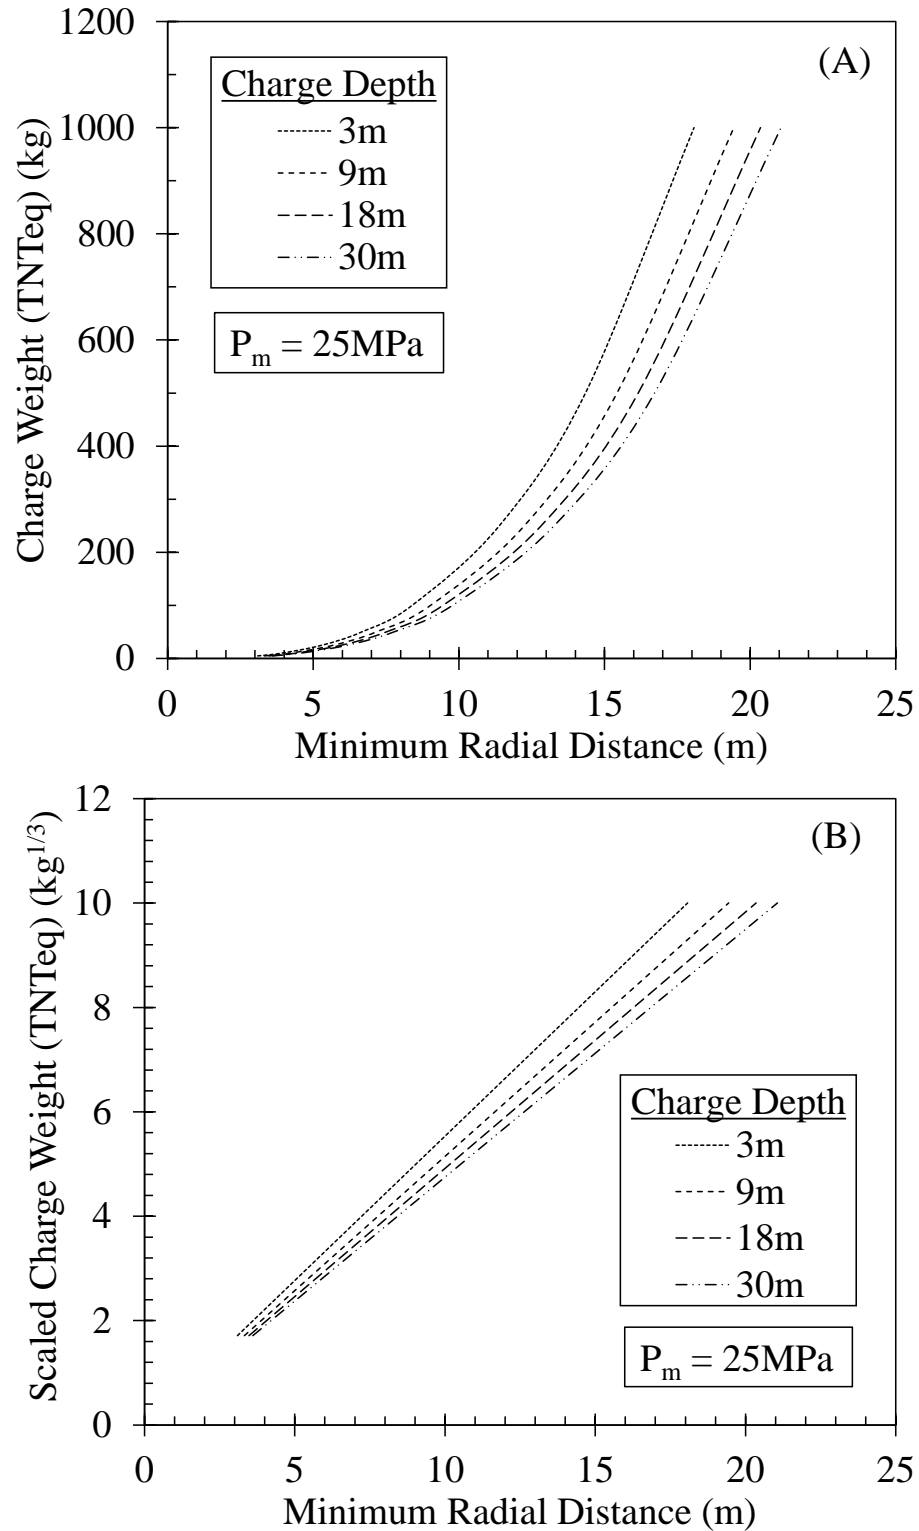 (A)
Charge Depth
3m
9m
18m
30m
Pm = 25MPa
Charge Weight (TNTeq) (kg)
1200
1000
800
600
400
200
0
0 5 10 15 20 25
Minimum Radial Distance (m)
(B)
Scaled Charge Weight (TNTeq) (kg^1/3)
12
10
8
6
4
2
0
Charge Depth
3m
9m
18m
30m
Pm = 25MPa
0 5 10 15 20 25
Minimum Radial Distance (m)